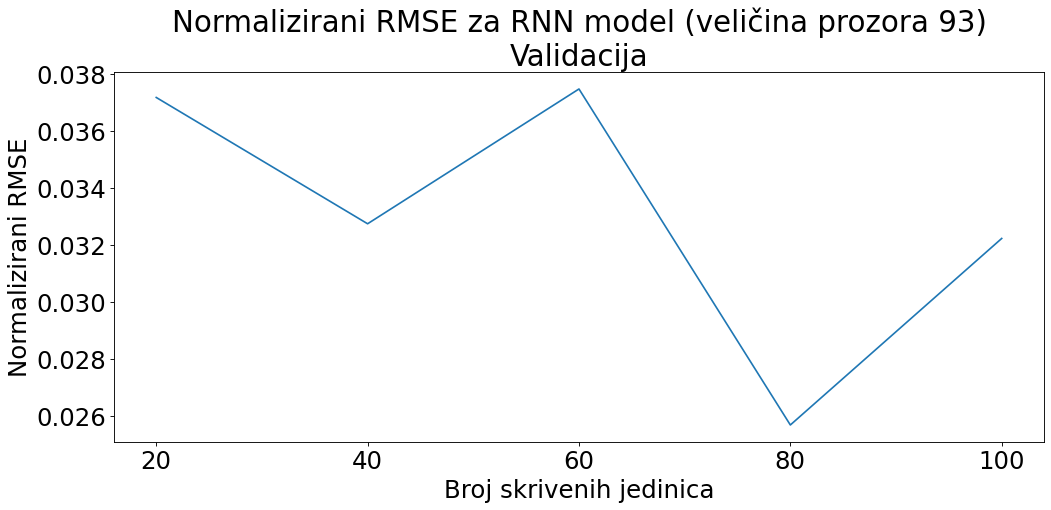 Normalizirani RMSE za RNN model (veličina prozora 93)
Validacija
Normalizirani RMSE
0.038
0.036
0.034
0.032
0.030
0.028
0.026
20 40 60 80 100
Broj skrivenih jedinica